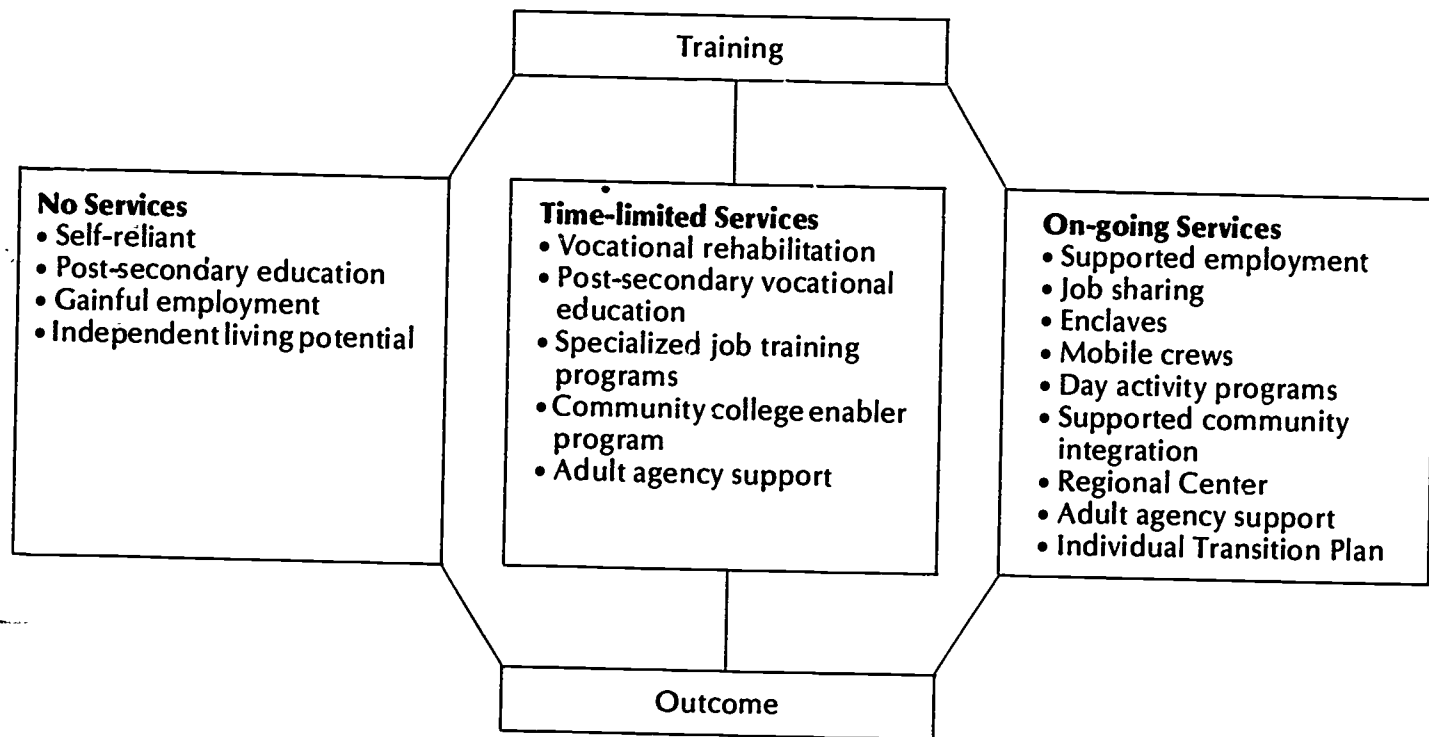 Training
No Services
• Self-reliant
• Post-secondary education
• Gainful employment
• Independent living potential
Time-limited Services
• Vocational rehabilitation
• Post-secondary vocational
education
• Specialized job training
programs
• Community college enabler
program
• Adult agency support
On-going Services
• Supported employment
• Job sharing
• Enclaves
• Mobile crews
• Day activity programs
• Supported community
integration
• Regional Center
• Adult agency support
• Individual Transition Plan
Outcome